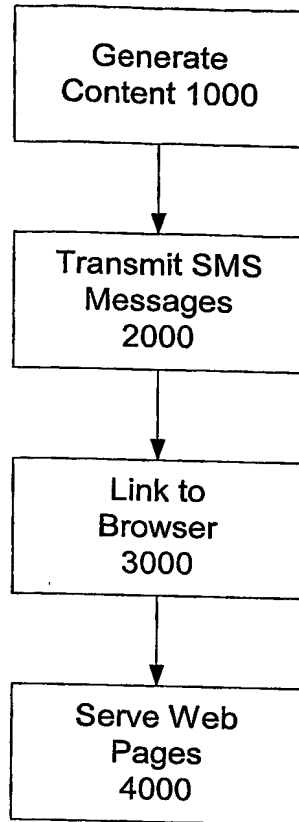 Generate
Content 1000
Transmit SMS
Messages
2000
Link to
Browser
3000
Serve Web
Pages
4000